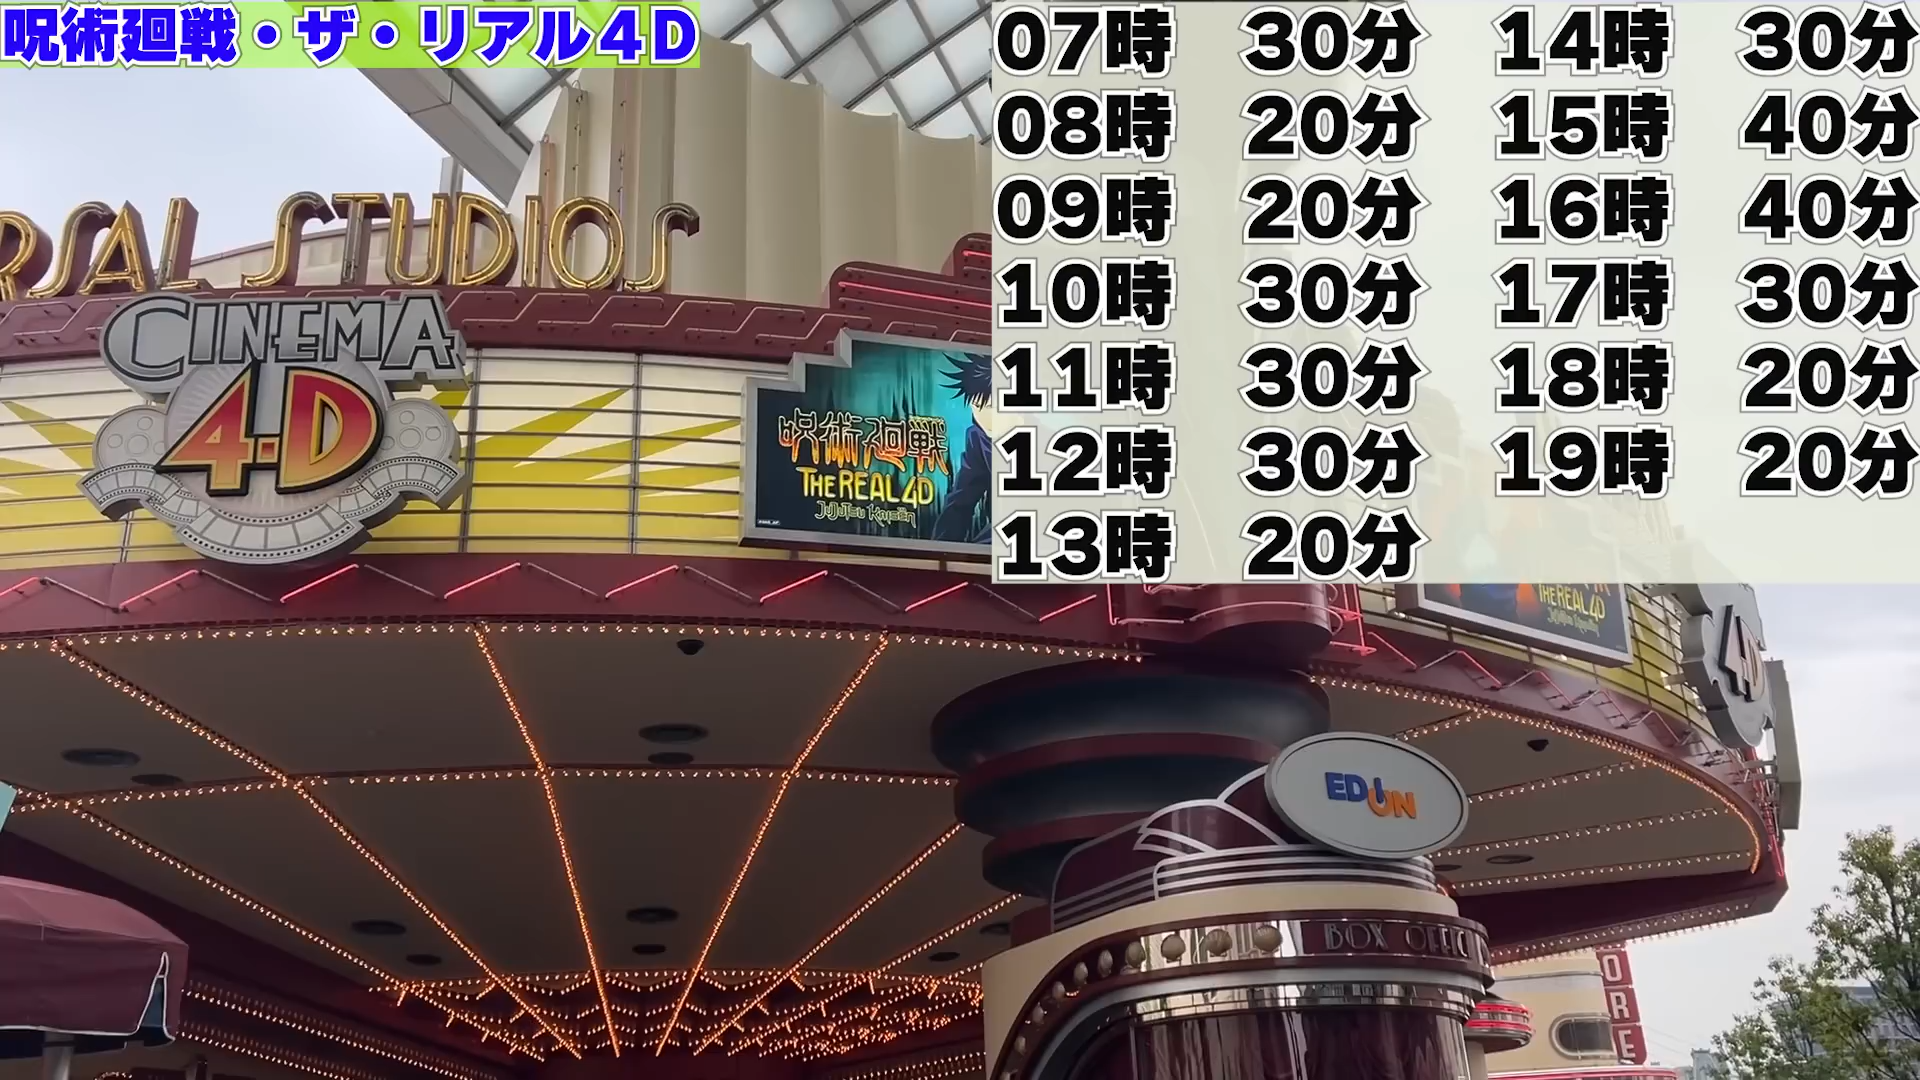 呪術廻戦・ザ・リアル4D
07時 30分 14時 30分
08時 20分 15時 40分
09時 20分 16時 40分
10時 30分 17時 30分
11時 30分 18時 20分
12時 30分 19時 20分
13時 20分
RSAL STUDIOS
CINEMA
4-D
呪術廻戦
THE REAL 4D
JUJUTSU KAISEN
THE REAL 4D
4-D
EDION
BOX OFFIC
ORE